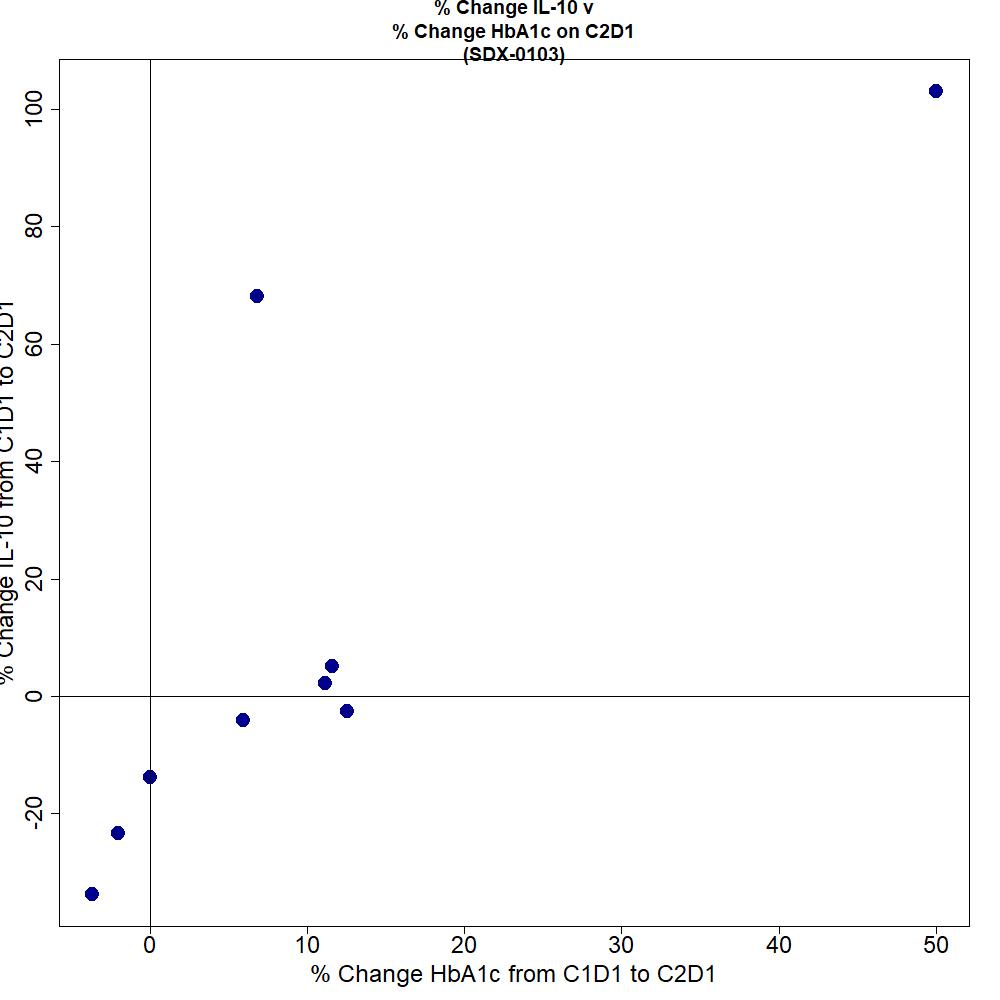 % Change IL-10 v
% Change HbA1c on C2D1
(SDX-0103)
% Change IL-10 from C1D1 to C2D1
100
80
60
40
20
0
-20
0 10 20 30 40 50
% Change HbA1c from C1D1 to C2D1